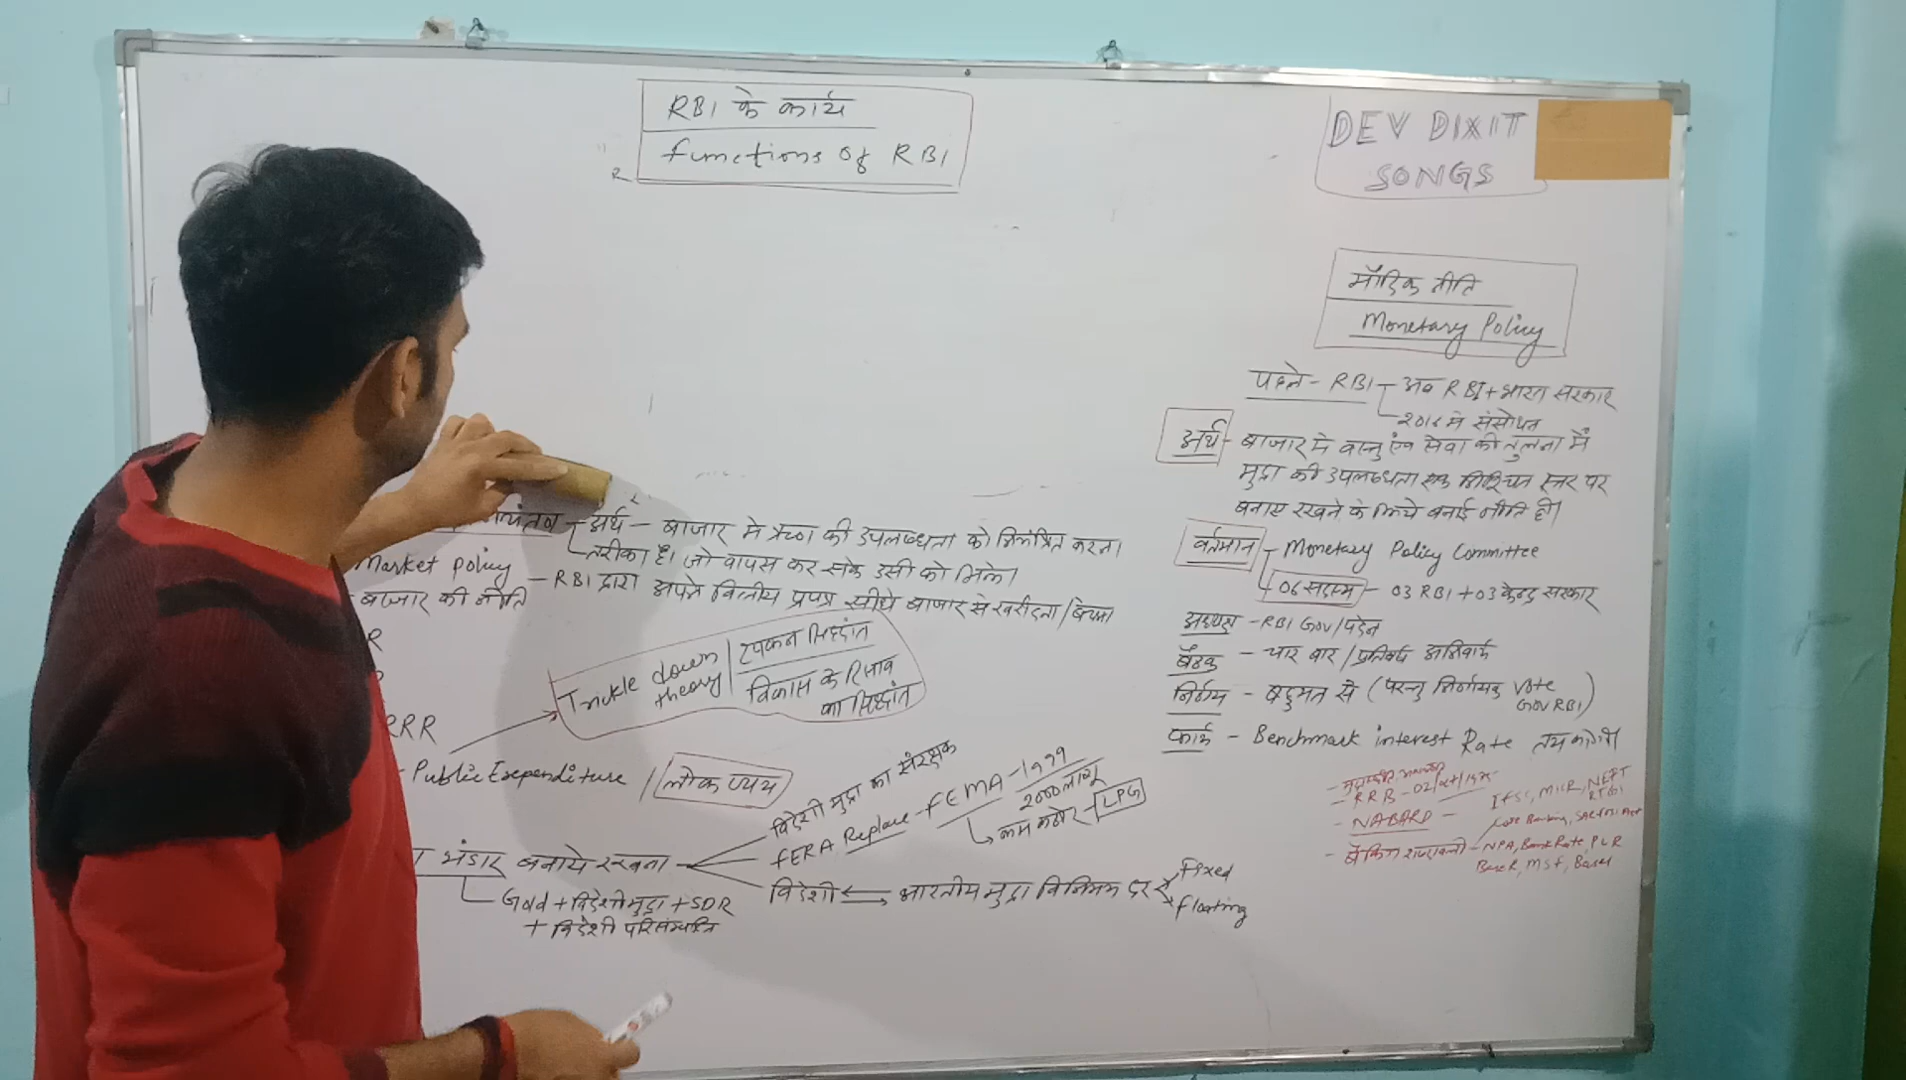 RBI के कार्य
functions of RBI
DEV DIXIT
SONGS
मौद्रिक नीति
Monetary Policy
पहले - RBI - अब RBI + भारत सरकार
2016 मे संसोधन
अर्थ - बाजार मे वस्तु एंव सेवा की तुलना में
मुद्रा की उपलब्धता एक निश्चित स्तर पर
बनाए रखने के लिये बनाई नीति है।
वर्तमान - Monetary Policy Committee
06 सदस्य - 03 RBI + 03 केन्द्र सरकार
अध्यक्ष - RBI Gov/पदेन
बैठक - चार बार / प्रतिवर्ष अनिवार्य
निर्णय - बहुमत से (परन्तु निर्णायक Vote
Gov RBI)
कार्य - Benchmark interest Rate तय करेगी
- RRB - 02/oct/1975
- NABARD -
IFSC, MICR, NEFT
RTGS
Core Banking,
- बैंकिंग शब्दावली - NPA, Bank Rate, PLR
MSF, Basel
अर्थ - बाजार मे ऋण की उपलब्धता को नियंत्रित करना
तरीका है। जो वापस कर सके उसी को मिले।
Market Policy - RBI द्वारा अपने वित्तीय प्रपत्र सीधे बाजार से खरीदना/बेचना
बाजार की नीति
R
RRR
Trickle down theory
टपकन सिद्धांत
विकास के रिसाव
का सिद्धांत
- Public Expenditure / लोक व्यय
भंडार बनाये रखना
Gold + विदेशी मुद्रा + SDR
+ विदेशी परिसंम्पत्ति
विदेशी मुद्रा का संरक्षक
FERA Replace - FEMA - 1999
2000 लागू
कम कठोर - LPG
विदेशी भारतीय मुद्रा विनिमय दर
fixed
floating